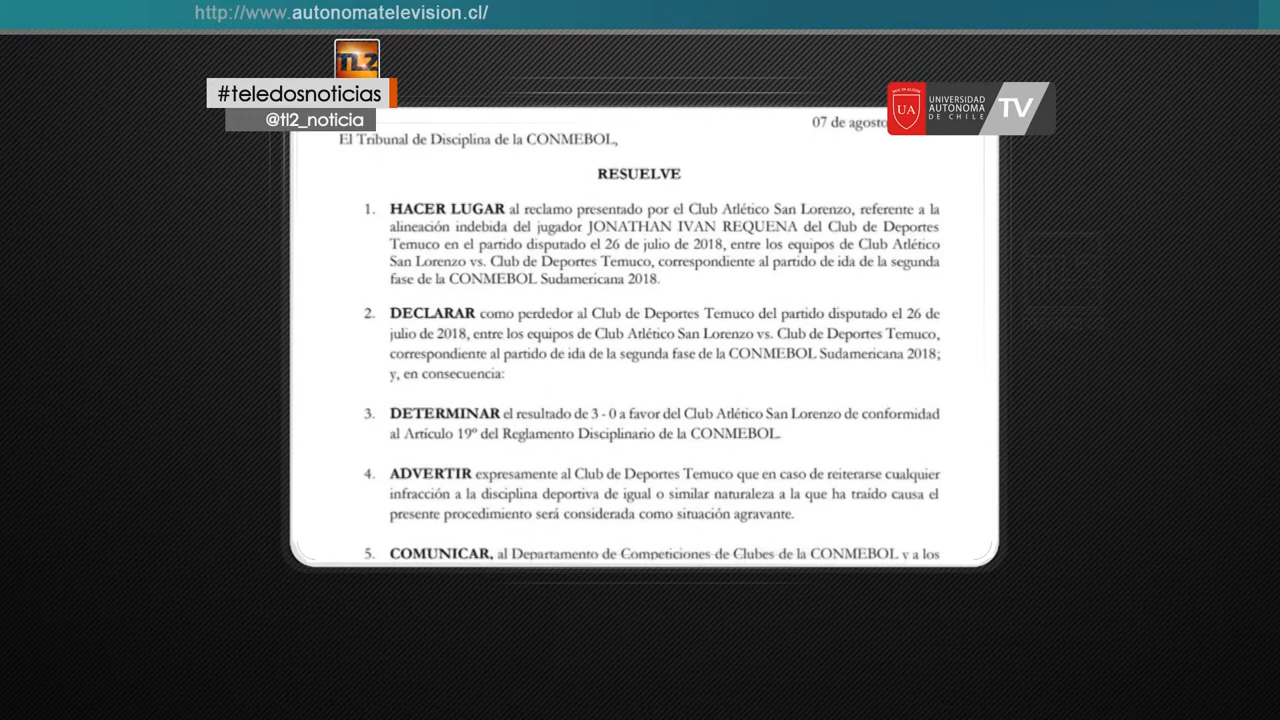 http://www.autonomatelevision.cl/
TL2
#teledosnoticias
@tl2_noticia
UA
UNIVERSIDAD
AUTONOMA
DE CHILE
TV
07 de agosto
El Tribunal de Disciplina de la CONMEBOL,
RESUELVE
1. HACER LUGAR al reclamo presentado por el Club Atlético San Lorenzo, referente a la
alineación indebida del jugador JONATHAN IVAN REQUENA del Club de Deportes
Temuco en el partido disputado el 26 de julio de 2018, entre los equipos de Club Atlético
San Lorenzo vs. Club de Deportes Temuco, correspondiente al partido de ida de la segunda
fase de la CONMEBOL Sudamericana 2018.
2. DECLARAR como perdedor al Club de Deportes Temuco del partido disputado el 26 de
julio de 2018, entre los equipos de Club Atlético San Lorenzo vs. Club de Deportes Temuco,
correspondiente al partido de ida de la segunda fase de la CONMEBOL Sudamericana 2018;
y, en consecuencia:
3. DETERMINAR el resultado de 3 - 0 a favor del Club Atlético San Lorenzo de conformidad
al Artículo 19º del Reglamento Disciplinario de la CONMEBOL.
4. ADVERTIR expresamente al Club de Deportes Temuco que en caso de reiterarse cualquier
infracción a la disciplina deportiva de igual o similar naturaleza a la que ha traído causa el
presente procedimiento será considerada como situación agravante.
5. COMUNICAR, al Departamento de Competiciones de Clubes de la CONMEBOL y a los